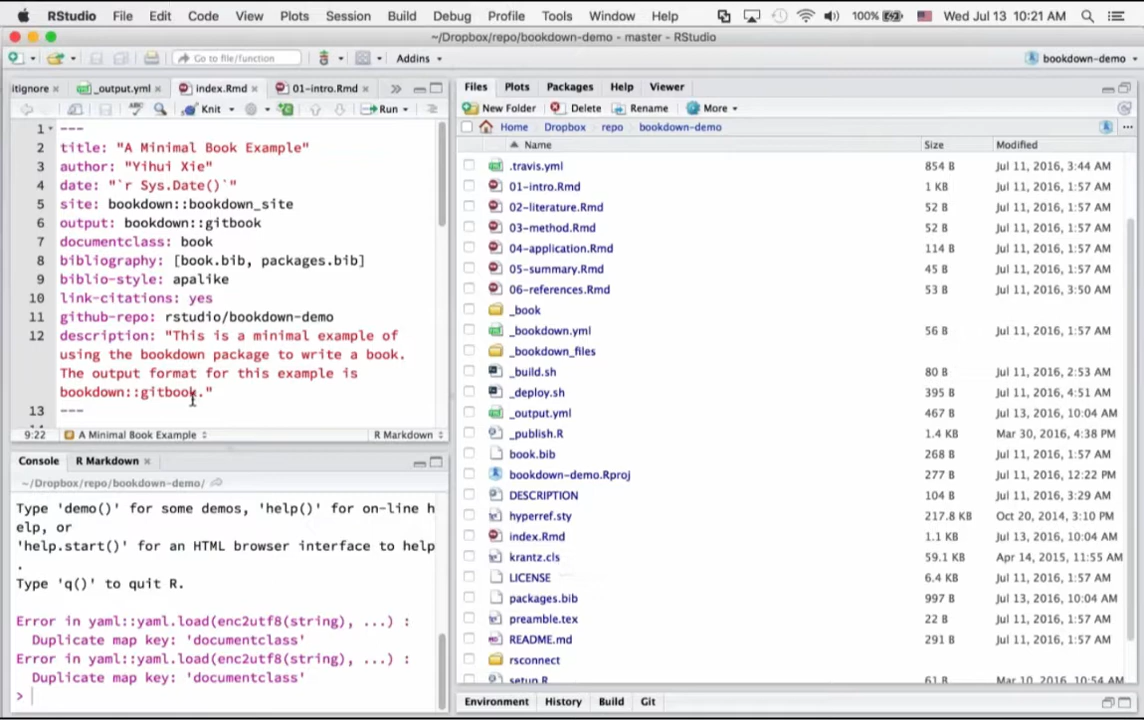 RStudio File Edit Code View Plots Session Build Debug Profile Tools Window Help 100% Wed Jul 13 10:21 AM
~/Dropbox/repo/bookdown-demo - master - RStudio
Go to file/function Addins bookdown-demo
itignore _output.yml index.Rmd 01-intro.Rmd
Knit Run
1 ---
2 title: "A Minimal Book Example"
3 author: "Yihui Xie"
4 date: "`r Sys.Date()`"
5 site: bookdown::bookdown_site
6 output: bookdown::gitbook
7 documentclass: book
8 bibliography: [book.bib, packages.bib]
9 biblio-style: apalike
10 link-citations: yes
11 github-repo: rstudio/bookdown-demo
12 description: "This is a minimal example of
using the bookdown package to write a book.
The output format for this example is
bookdown::gitbook."
13 ---
9:22 A Minimal Book Example R Markdown
Console R Markdown
~/Dropbox/repo/bookdown-demo/
Type 'demo()' for some demos, 'help()' for on-line h
elp, or
'help.start()' for an HTML browser interface to help
.
Type 'q()' to quit R.
Error in yaml::yaml.load(enc2utf8(string), ...) :
Duplicate map key: 'documentclass'
Error in yaml::yaml.load(enc2utf8(string), ...) :
Duplicate map key: 'documentclass'
>
Files Plots Packages Help Viewer
New Folder Delete Rename More
Home Dropbox repo bookdown-demo
Name Size Modified
.travis.yml 854 B Jul 11, 2016, 3:44 AM
01-intro.Rmd 1 KB Jul 11, 2016, 1:57 AM
02-literature.Rmd 52 B Jul 11, 2016, 1:57 AM
03-method.Rmd 52 B Jul 11, 2016, 1:57 AM
04-application.Rmd 114 B Jul 11, 2016, 1:57 AM
05-summary.Rmd 45 B Jul 11, 2016, 1:57 AM
06-references.Rmd 53 B Jul 11, 2016, 3:50 AM
_book
_bookdown.yml 56 B Jul 11, 2016, 1:57 AM
_bookdown_files
_build.sh 80 B Jul 11, 2016, 2:53 AM
_deploy.sh 395 B Jul 11, 2016, 4:51 AM
_output.yml 467 B Jul 13, 2016, 10:04 AM
_publish.R 1.4 KB Mar 30, 2016, 4:38 PM
book.bib 268 B Jul 11, 2016, 1:57 AM
bookdown-demo.Rproj 277 B Jul 11, 2016, 12:22 PM
DESCRIPTION 104 B Jul 11, 2016, 3:29 AM
hyperref.sty 217.8 KB Oct 20, 2014, 3:10 PM
index.Rmd 1.1 KB Jul 13, 2016, 10:04 AM
krantz.cls 59.1 KB Apr 14, 2015, 11:55 AM
LICENSE 6.4 KB Jul 11, 2016, 1:57 AM
packages.bib 997 B Jul 13, 2016, 10:04 AM
preamble.tex 22 B Jul 11, 2016, 1:57 AM
README.md 291 B Jul 11, 2016, 1:57 AM
rsconnect
setup.R 61 B Mar 10, 2016, 10:54 AM
Environment History Build Git